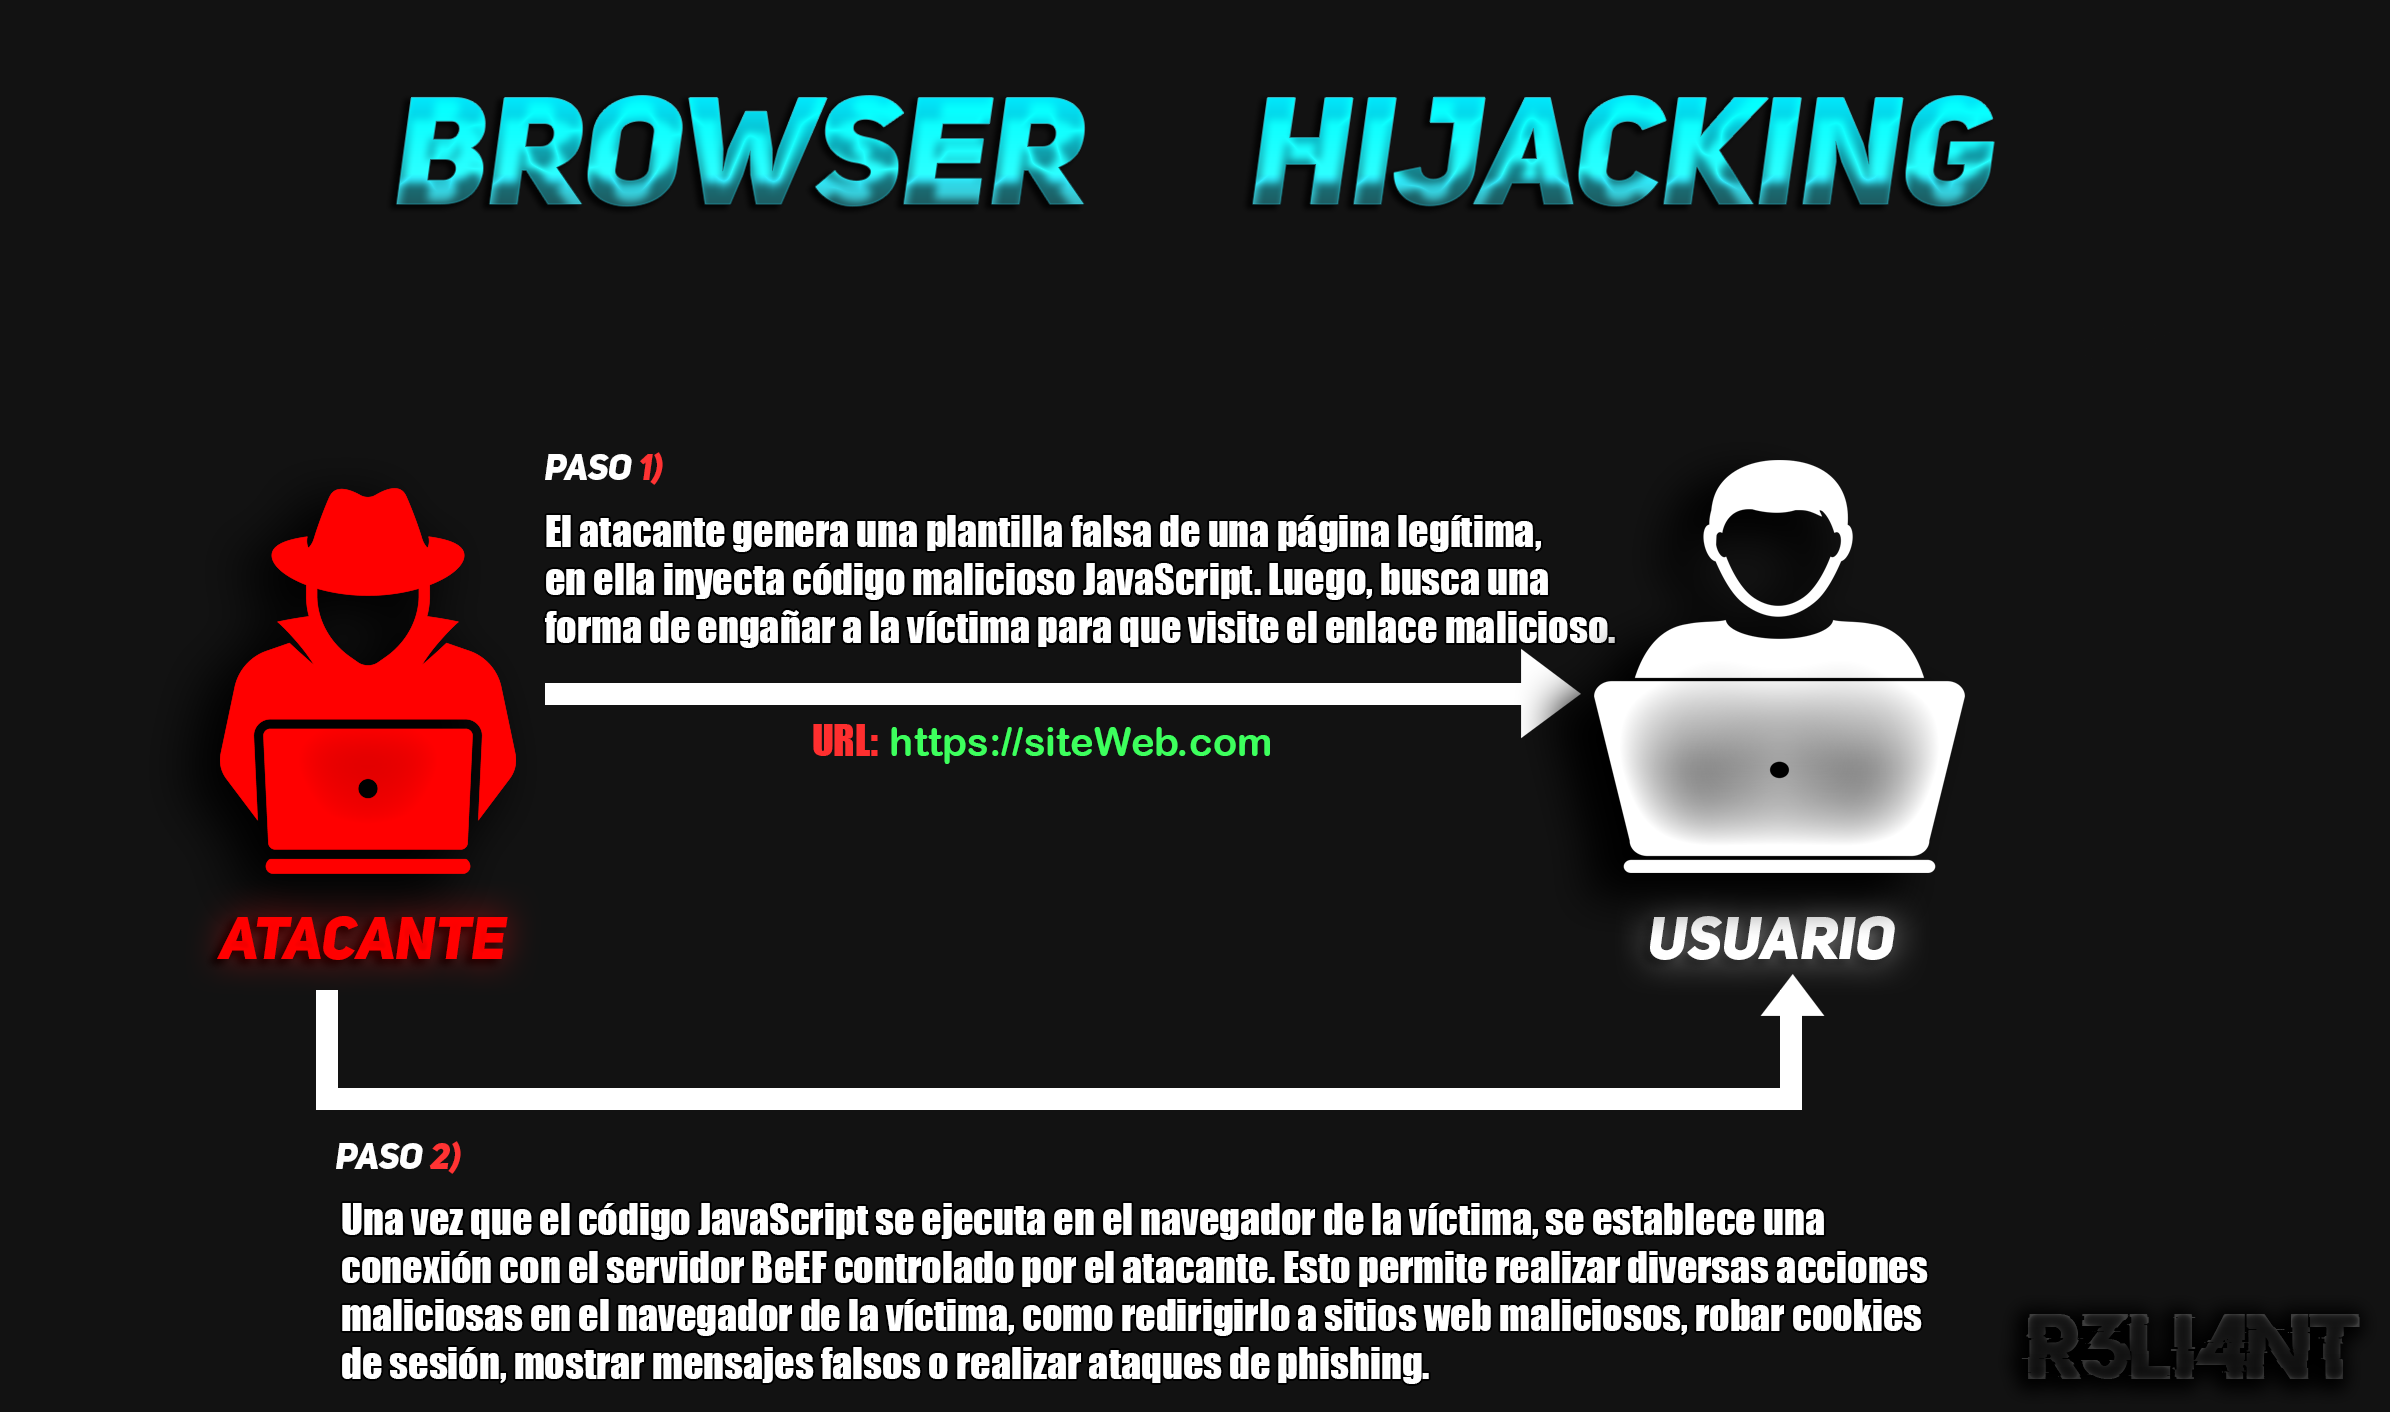 BROWSER HIJACKING
PASO 1)
El atacante genera una plantilla falsa de una página legítima,
en ella inyecta código malicioso JavaScript. Luego, busca una
forma de engañar a la víctima para que visite el enlace malicioso.
URL: https://siteWeb.com
ATACANTE
USUARIO
PASO 2)
Una vez que el código JavaScript se ejecuta en el navegador de la víctima, se establece una
conexión con el servidor BeEF controlado por el atacante. Esto permite realizar diversas acciones
maliciosas en el navegador de la víctima, como redirigirlo a sitios web maliciosos, robar cookies
de sesión, mostrar mensajes falsos o realizar ataques de phishing.
R3LI4NT